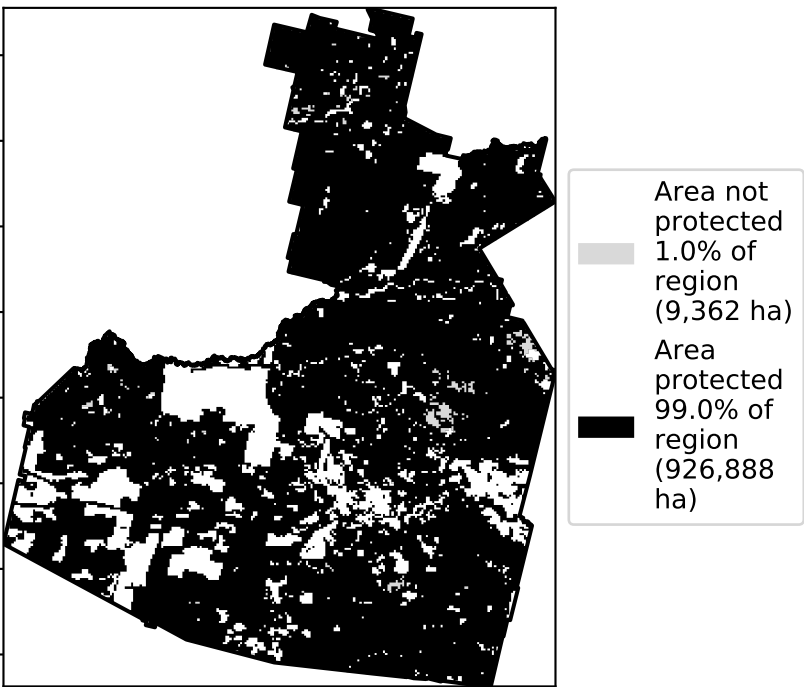 Area not
protected
1.0% of
region
(9,362 ha)
Area
protected
99.0% of
region
(926,888
ha)